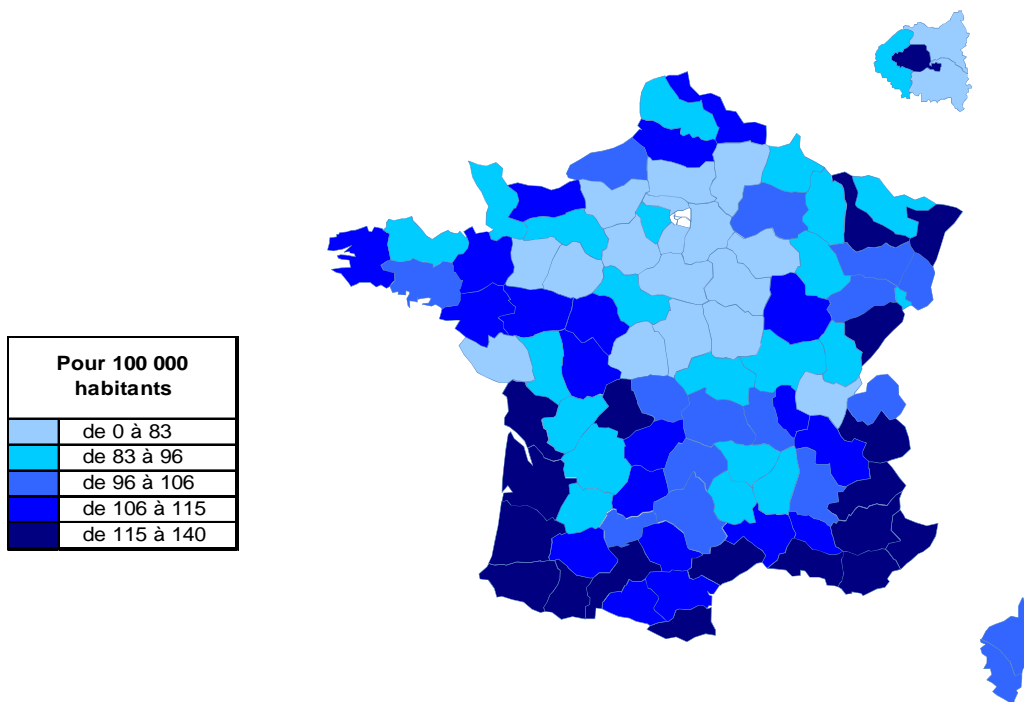 Pour 100 000
habitants
de 0 à 83
de 83 à 96
de 96 à 106
de 106 à 115
de 115 à 140